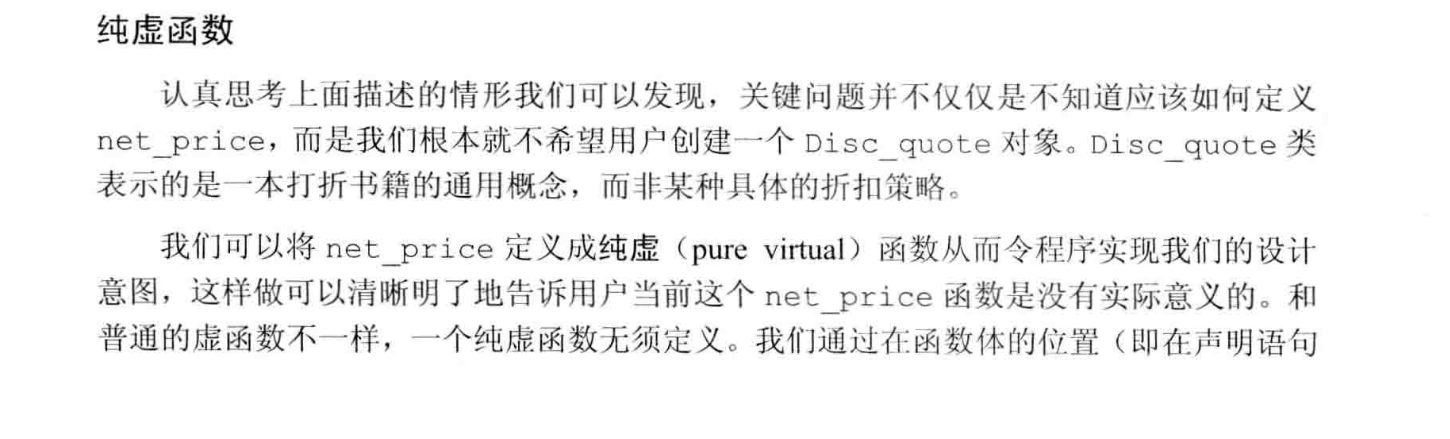 纯虚函数
认真思考上面描述的情形我们可以发现，关键问题并不仅仅是不知道应该如何定义
net_price，而是我们根本就不希望用户创建一个 Disc_quote 对象。Disc_quote 类
表示的是一本打折书籍的通用概念，而非某种具体的折扣策略。
我们可以将 net_price 定义成纯虚（pure virtual）函数从而令程序实现我们的设计
意图，这样做可以清晰明了地告诉用户当前这个 net_price 函数是没有实际意义的。和
普通的虚函数不一样，一个纯虚函数无须定义。我们通过在函数体的位置（即在声明语句